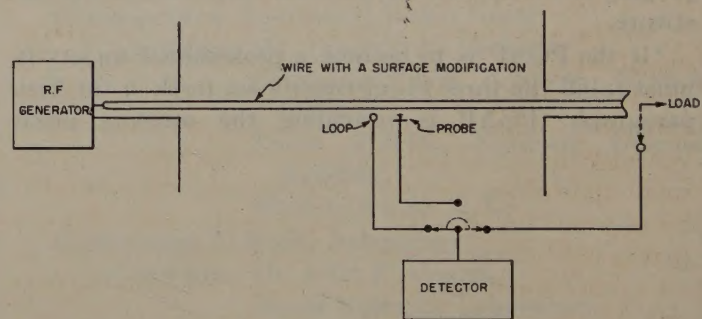 WIRE WITH A SURFACE MODIFICATION
R.F
GENERATOR
LOAD
LOOP
PROBE
DETECTOR